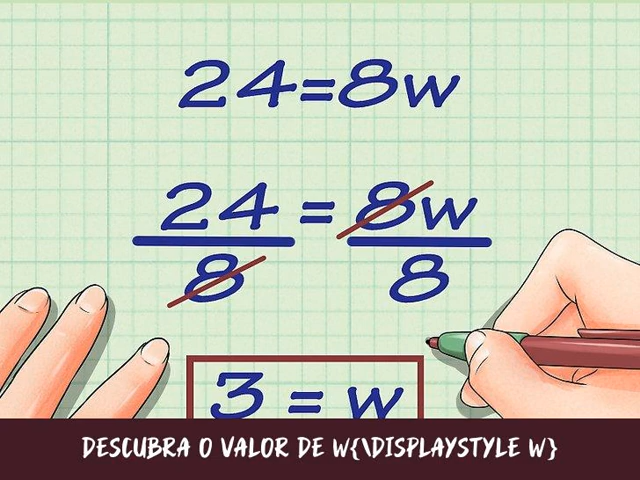 24=8w
24 = 8w
8 8
3 = w
DESCUBRA O VALOR DE W{\DISPLAYSTYLE W}